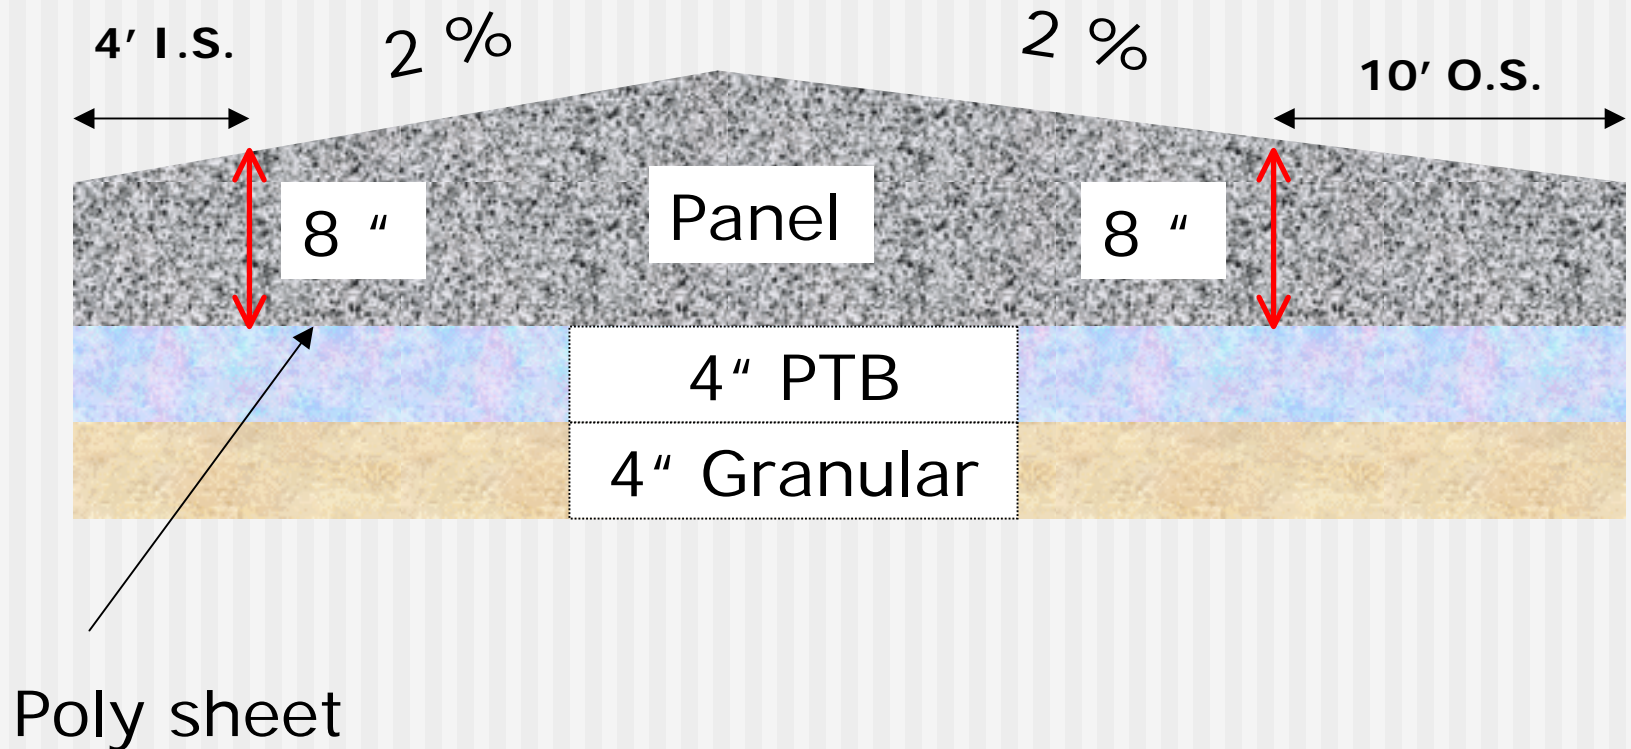 4′ I.S.
2 %
2 %
10′ O.S.
8 “
Panel
8 “
4“ PTB
4“ Granular
Poly sheet